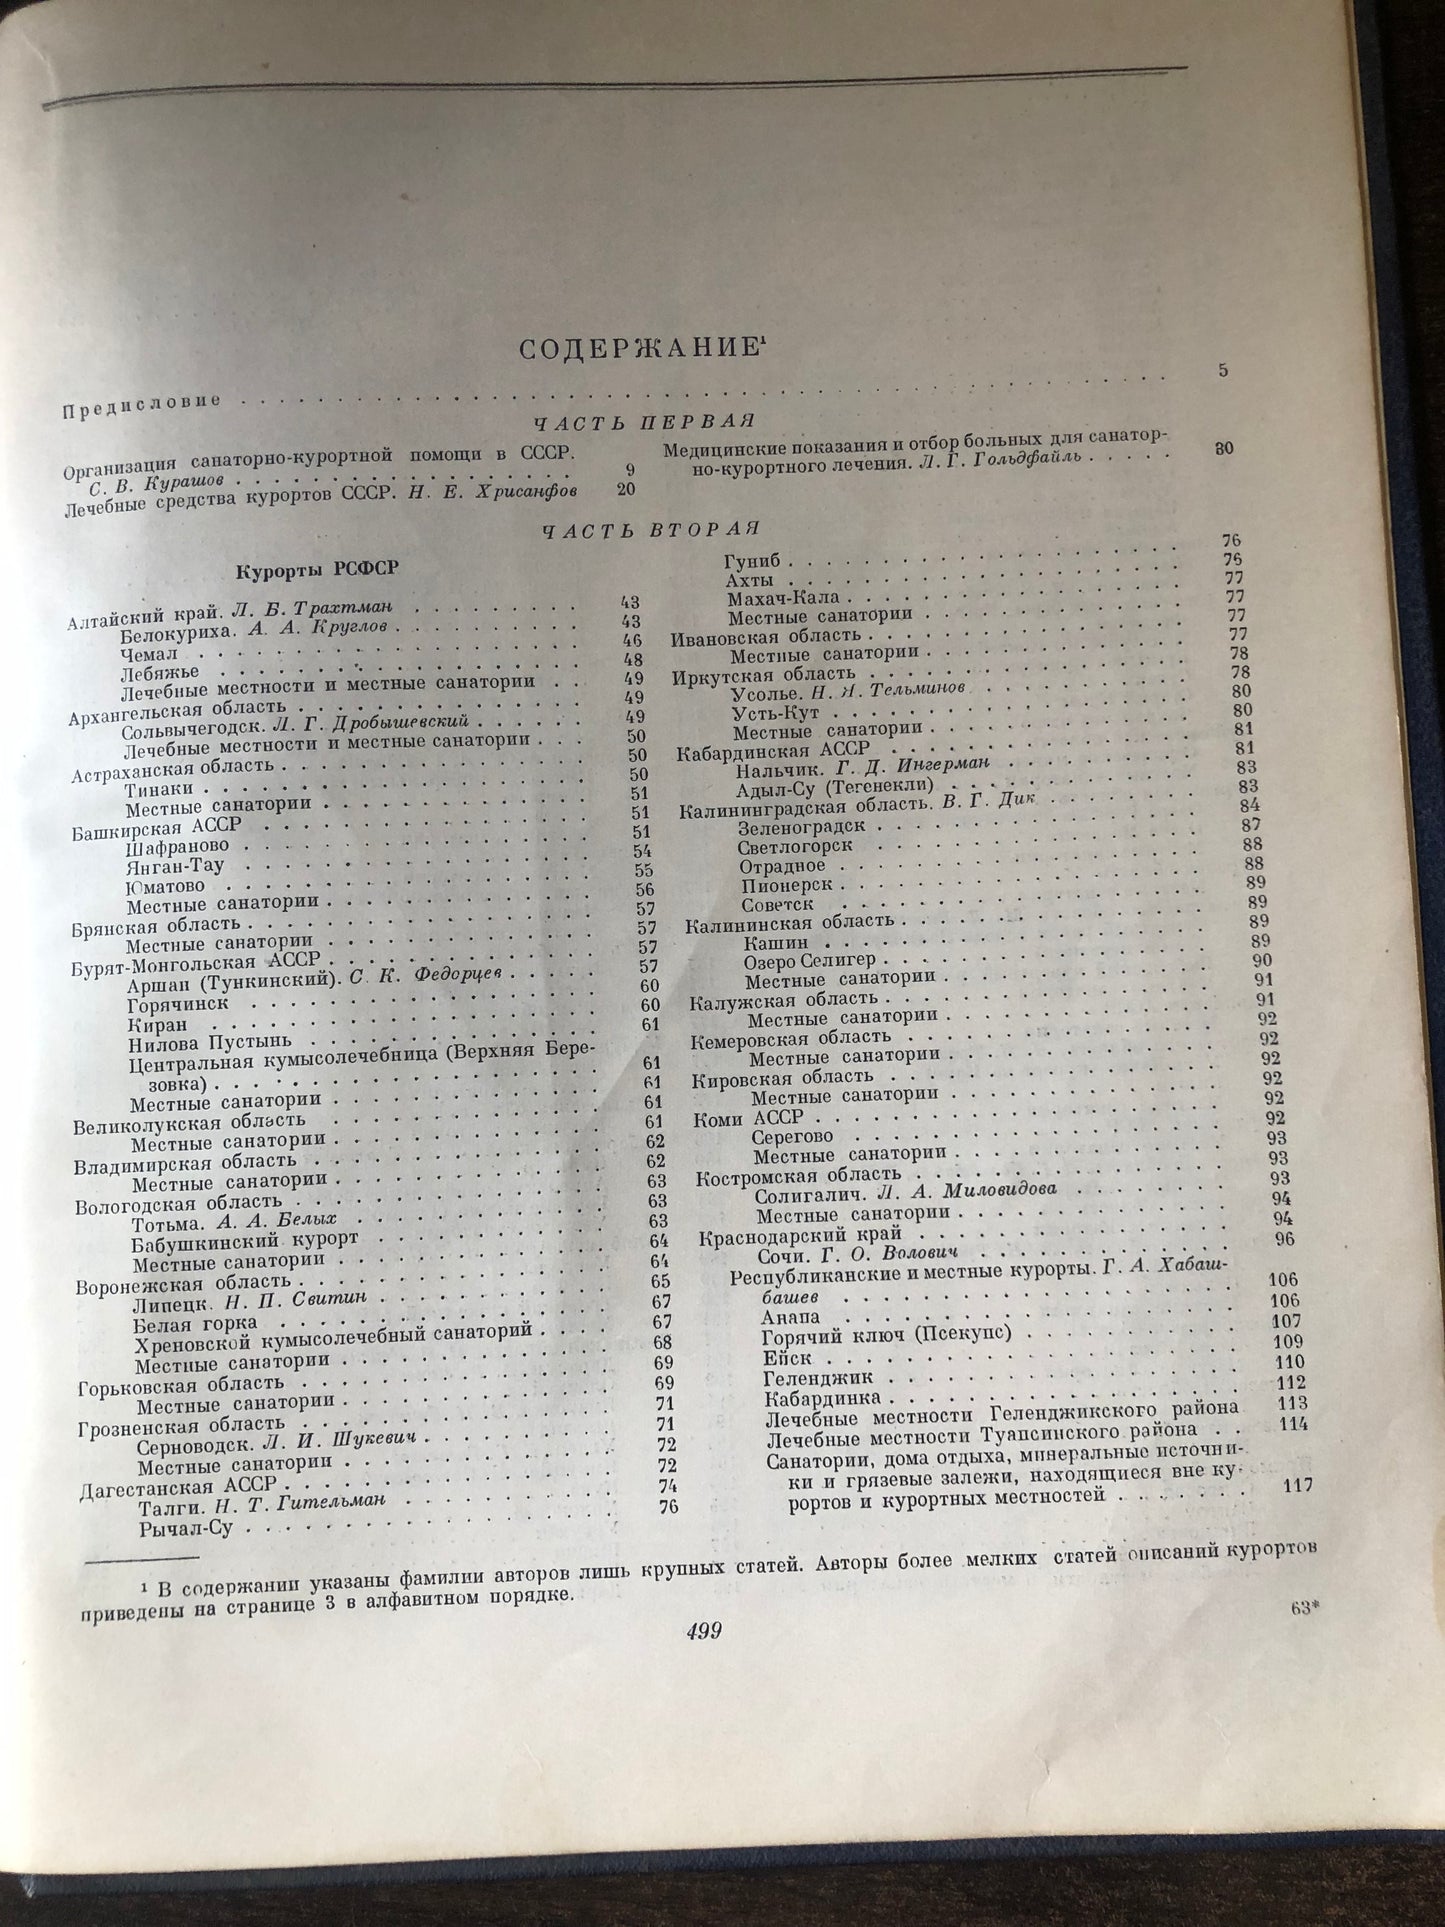 СОДЕРЖАНИЕ¹
Предисловие . . . . . 5
ЧАСТЬ ПЕРВАЯ
Организация санаторно-курортной помощи в СССР.
С. В. Курашов . . . . . 9
Лечебные средства курортов СССР. Н. Е. Хрисанфов 20
Медицинские показания и отбор больных для санатор-
но-курортного лечения. Л. Г. Гольдфайль . . . . . 30
ЧАСТЬ ВТОРАЯ
Курорты РСФСР
Алтайский край. Л. Б. Трахтман . . . . . 43
Белокуриха. А. А. Круглов . . . . . 43
Чемал . . . . . 46
Лебяжье . . . . . 48
Лечебные местности и местные санатории . . 49
Архангельская область . . . . . 49
Сольвычегодск. Л. Г. Дробышевский . . . . . 49
Лечебные местности и местные санатории . . . 50
Астраханская область . . . . . 50
Тинаки . . . . . 50
Местные санатории . . . . . 51
Башкирская АССР . . . . . 51
Шафраново . . . . . 51
Янган-Тау . . . . . 54
Юматово . . . . . 55
Местные санатории . . . . . 56
Брянская область . . . . . 57
Местные санатории . . . . . 57
Бурят-Монгольская АССР . . . . . 57
Аршан (Тункинский). С. К. Федорцев . . . . . 57
Горячинск . . . . . 60
Киран . . . . . 60
Нилова Пустынь . . . . . 61
Центральная кумысолечебница (Верхняя Бере-
зовка) . . . . . 61
Местные санатории . . . . . 61
Великолукская область . . . . . 61
Местные санатории . . . . . 61
Владимирская область . . . . . 62
Местные санатории . . . . . 62
Вологодская область . . . . . 63
Тотьма. А. А. Белых . . . . . 63
Бабушкинский курорт . . . . . 63
Местные санатории . . . . . 64
Воронежская область . . . . . 64
Липецк. Н. П. Свитин . . . . . 65
Белая горка . . . . . 67
Хреновской кумысолечебный санаторий . . . . 67
Местные санатории . . . . . 68
Горьковская область . . . . . 69
Местные санатории . . . . . 69
Грозненская область . . . . . 71
Серноводск. Л. И. Шукевич . . . . . 71
Местные санатории . . . . . 72
Дагестанская АССР . . . . . 72
Талги. Н. Т. Гительман . . . . . 74
Рычал-Су . . . . . 76
Гуниб . . . . . 76
Ахты . . . . . 76
Махач-Кала . . . . . 77
Местные санатории . . . . . 77
Ивановская область . . . . . 77
Местные санатории . . . . . 77
Иркутская область . . . . . 78
Усолье. Н. Н. Тельминов . . . . . 78
Усть-Кут . . . . . 80
Местные санатории . . . . . 80
Кабардинская АССР . . . . . 81
Нальчик. Г. Д. Ингерман . . . . . 81
Адыл-Су (Тегенекли) . . . . . 83
Калининградская область. В. Г. Дик . . . . . 83
Зеленоградск . . . . . 84
Светлогорск . . . . . 87
Отрадное . . . . . 88
Пионерск . . . . . 88
Советск . . . . . 89
Калининская область . . . . . 89
Кашин . . . . . 89
Озеро Селигер . . . . . 89
Местные санатории . . . . . 90
Калужская область . . . . . 91
Местные санатории . . . . . 91
Кемеровская область . . . . . 92
Местные санатории . . . . . 92
Кировская область . . . . . 92
Местные санатории . . . . . 92
Коми АССР . . . . . 92
Серегово . . . . . 92
Местные санатории . . . . . 93
Костромская область . . . . . 93
Солигалич. Л. А. Миловидова . . . . . 93
Местные санатории . . . . . 94
Краснодарский край . . . . . 94
Сочи. Г. О. Волович . . . . . 96
Республиканские и местные курорты. Г. А. Хабаш-
башев . . . . . 106
Анапа . . . . . 106
Горячий ключ (Псекупс) . . . . . 107
Ейск . . . . . 109
Геленджик . . . . . 110
Кабардинка . . . . . 112
Лечебные местности Геленджикского района 113
Лечебные местности Туапсинского района . . 114
Санатории, дома отдыха, минеральные источни-
ки и грязевые залежи, находящиеся вне ку-
рортов и курортных местностей . . . . . 117
¹ В содержании указаны фамилии авторов лишь крупных статей. Авторы более мелких статей описаний курортов
приведены на странице 3 в алфавитном порядке.
499
63*